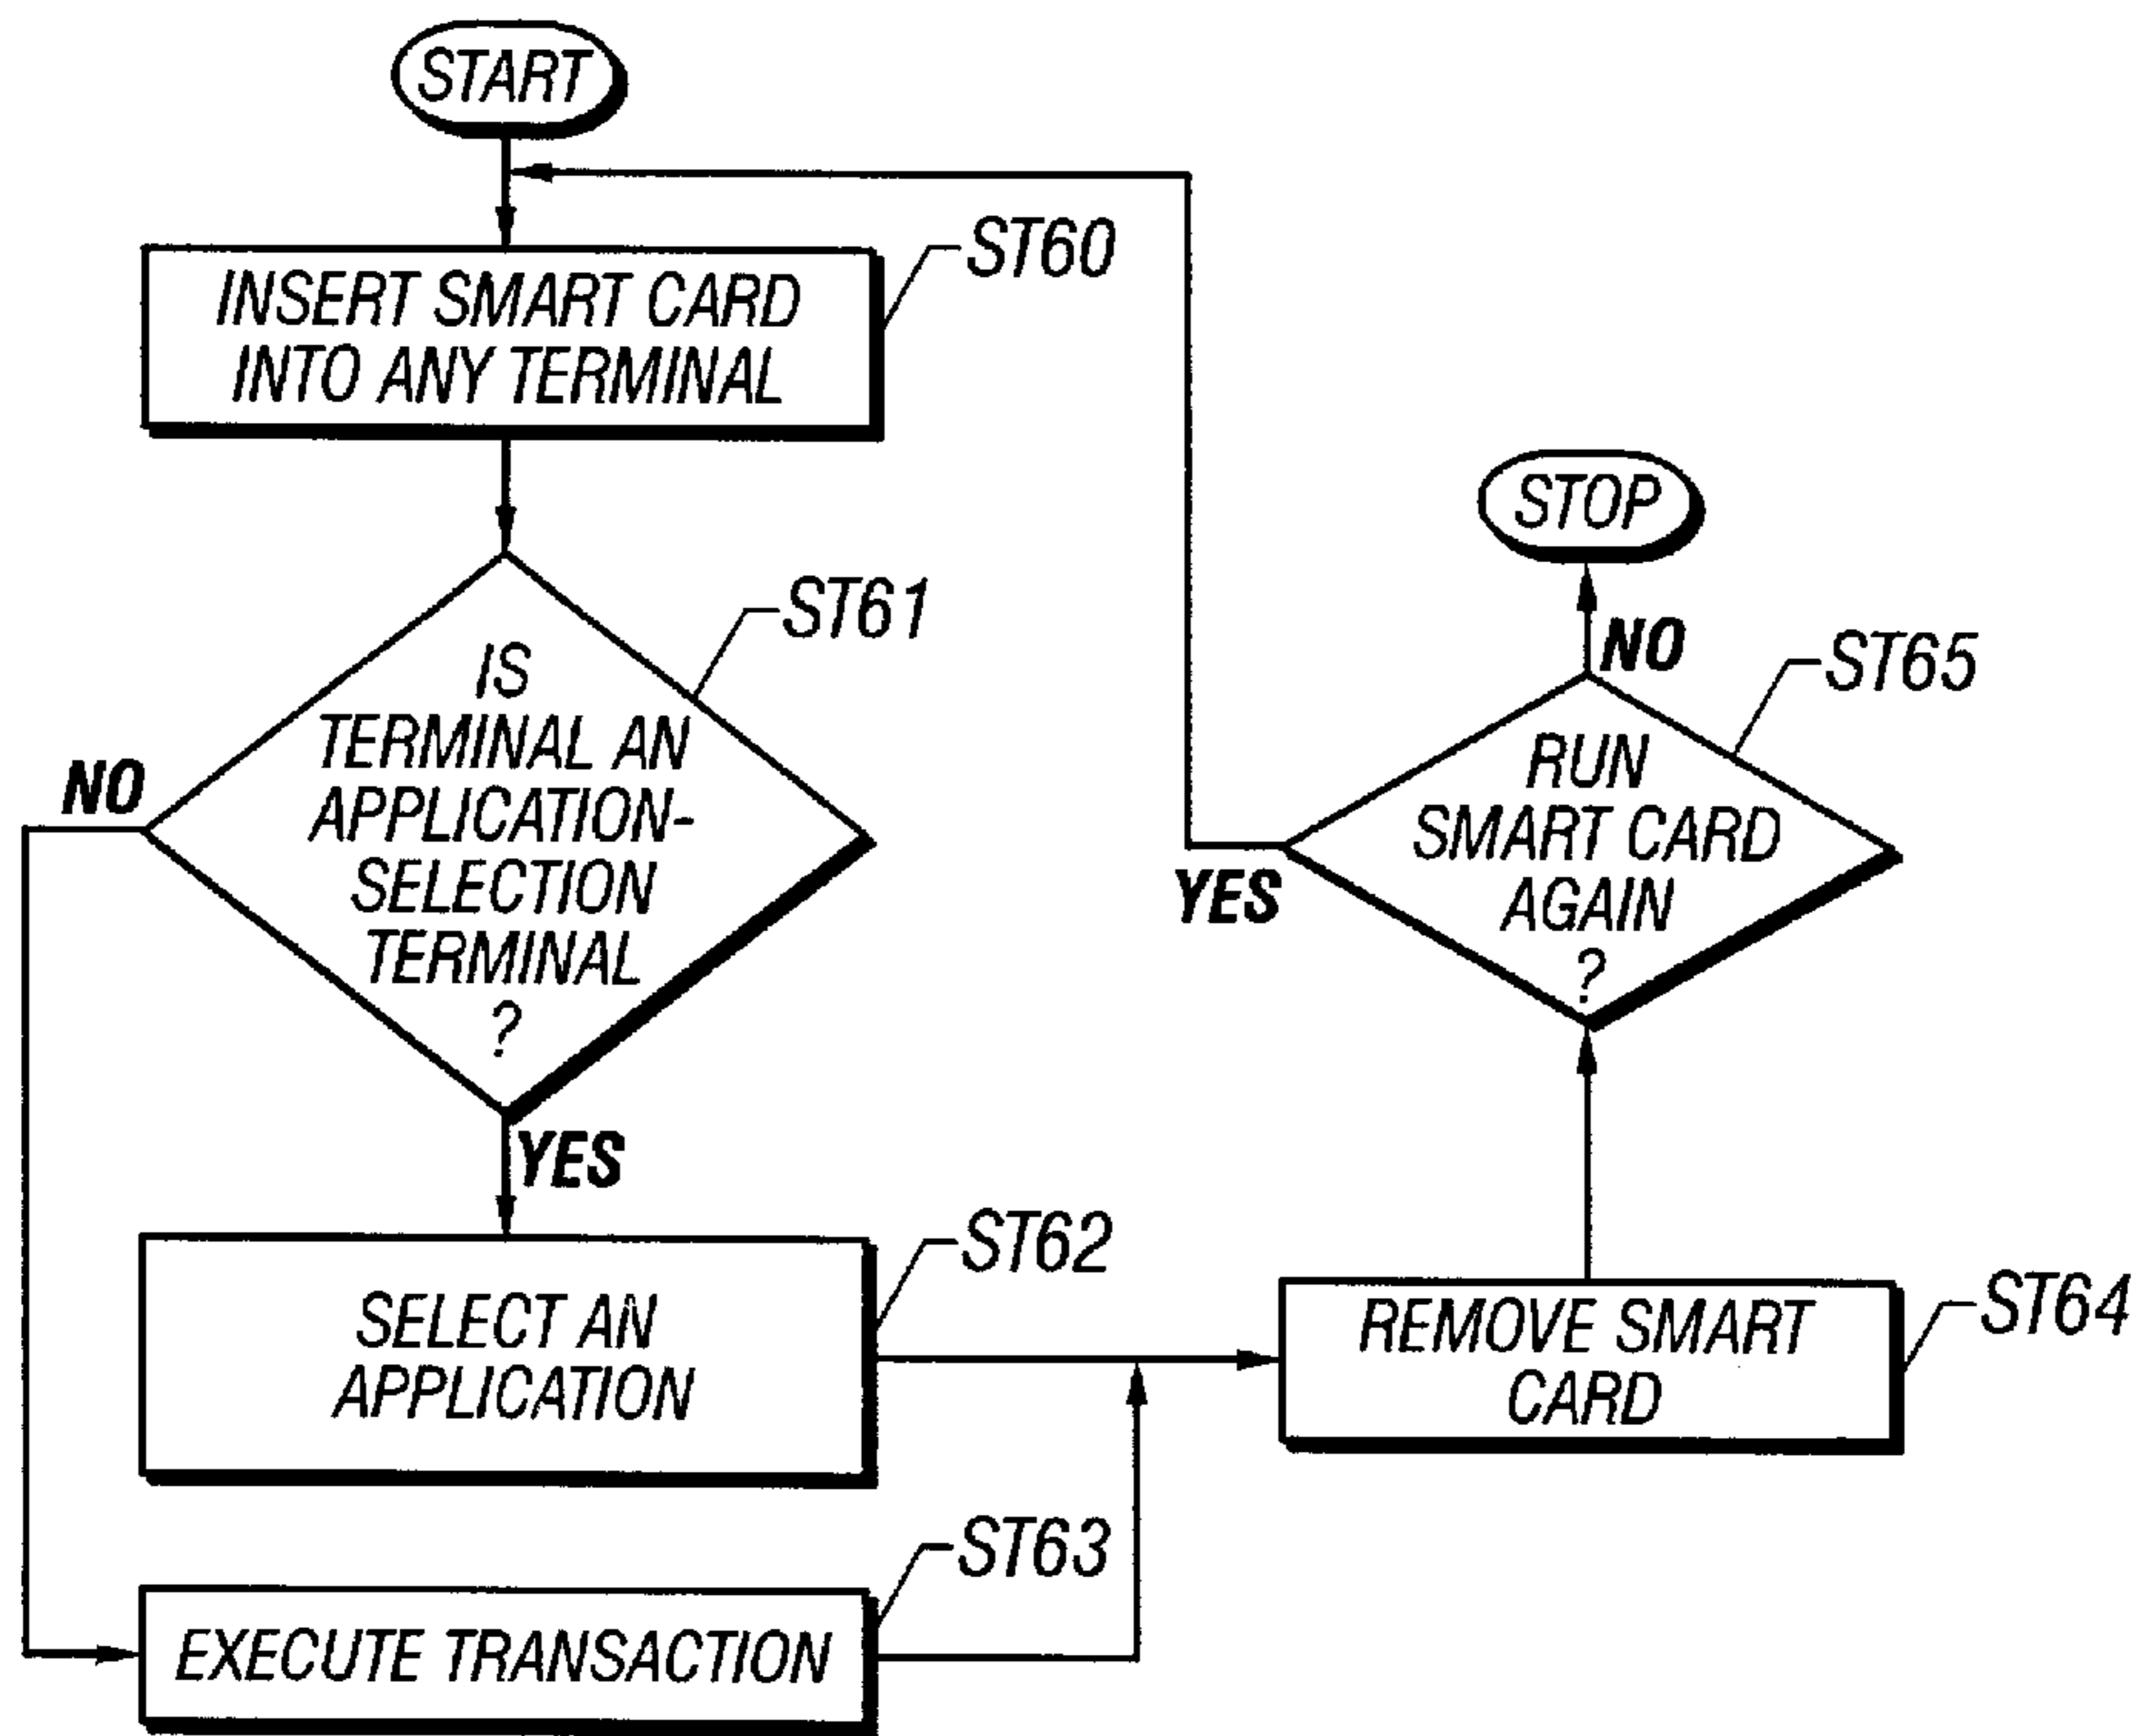 START
INSERT SMART CARD
INTO ANY TERMINAL
ST60
IS
TERMINAL AN
APPLICATION-
SELECTION
TERMINAL
?
ST61
NO
YES
SELECT AN
APPLICATION
ST62
EXECUTE TRANSACTION
ST63
REMOVE SMART
CARD
ST64
RUN
SMART CARD
AGAIN
?
ST65
YES
NO
STOP